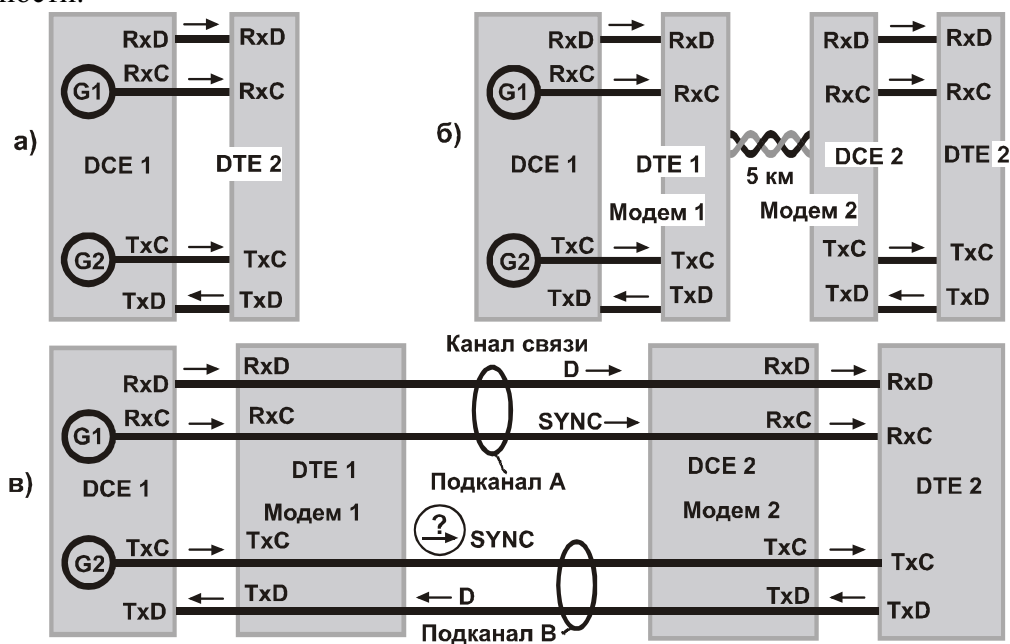 ности.
RxD RxD RxD RxD RxD RxD
G1 RxC RxC G1 RxC RxC RxC RxC
а) DCE 1 DTE 2 б) DCE 1 DTE 1 5 км DCE 2 DTE 2
Модем 1 Модем 2
G2 TxC TxC G2 TxC TxC TxC TxC
TxD TxD TxD TxD TxD TxD
Канал связи
RxD RxD D RxD RxD
G1 RxC RxC SYNC RxC RxC
в) DCE 1 DTE 1 Подканал А DCE 2 DTE 2
Модем 1 ? SYNC Модем 2
G2 TxC TxC TxC TxC
TxD TxD D TxD TxD
Подканал В